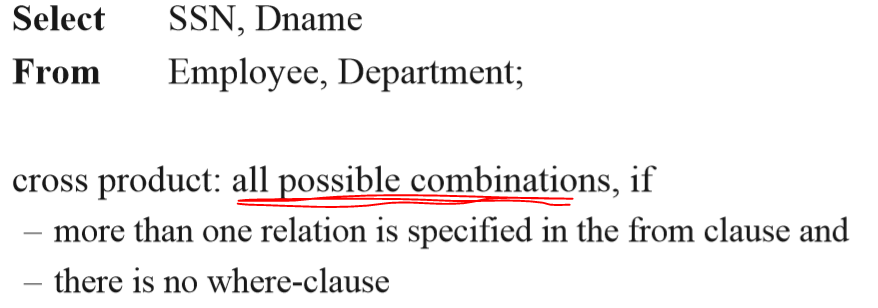 Select SSN, Dname
From Employee, Department;
cross product: all possible combinations, if
– more than one relation is specified in the from clause and
– there is no where-clause